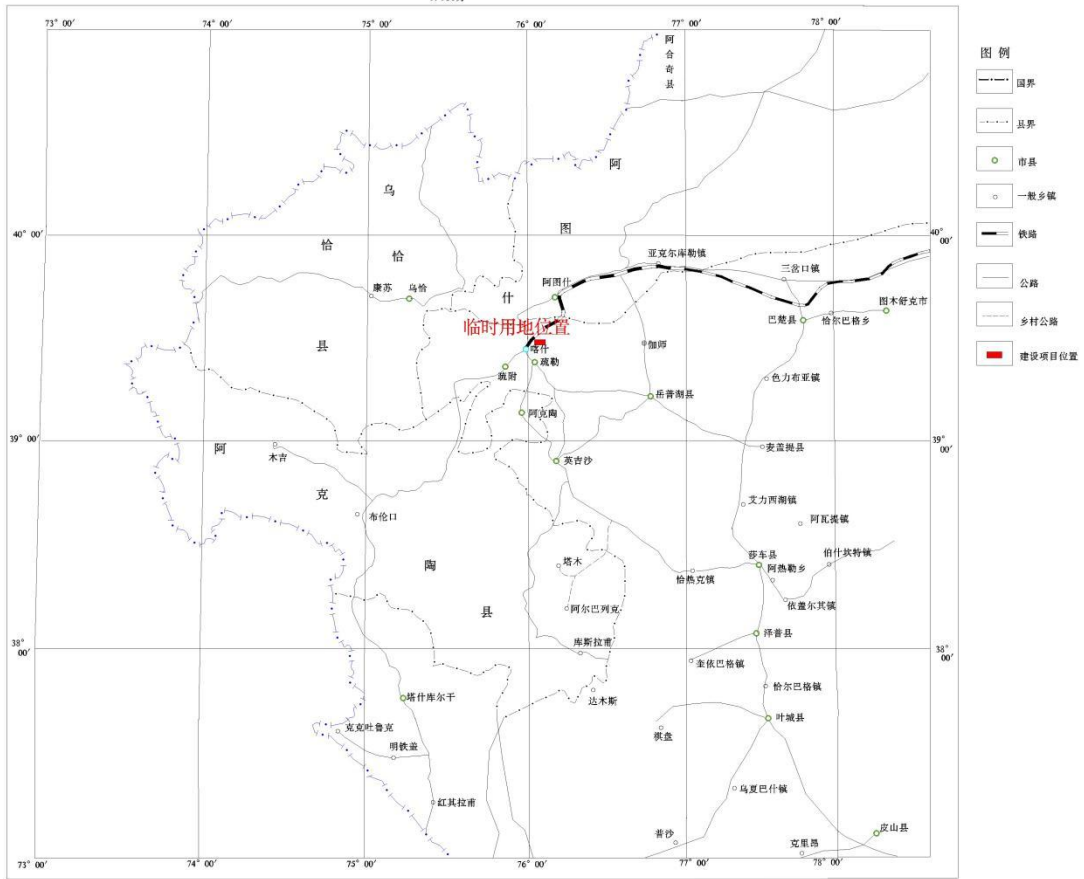 73° 00′
74° 00′
75° 00′
76° 00′
77° 00′
78° 00′
阿合奇县
图例
国界
县界
市县
一般乡镇
铁路
公路
乡村公路
建设项目位置
乌
恰
恰
县
阿
图
什
40° 00′
40° 00′
亚克尔库勒镇
三岔口镇
康苏
乌恰
阿图什
图木舒克市
巴楚县
恰尔巴格乡
临时用地位置
喀什
伽师
疏勒
疏附
色力布亚镇
岳普湖县
阿克陶
39° 00′
39° 00′
阿
克
陶
县
木吉
麦盖提县
英吉沙
布伦口
艾力西湖镇
阿瓦提镇
伯什坎特镇
莎车县
阿热勒乡
塔木
恰热克镇
依盖尔其镇
阿尔巴列克
泽普县
38° 00′
38° 00′
库斯拉甫
奎依巴格镇
恰尔巴格镇
塔什库尔干
达木斯
叶城县
克克吐鲁克
棋盘
明铁盖
乌夏巴什镇
红其拉甫
皮山县
普沙
克里昂
73° 00′
74° 00′
75° 00′
76° 00′
77° 00′
78° 00′